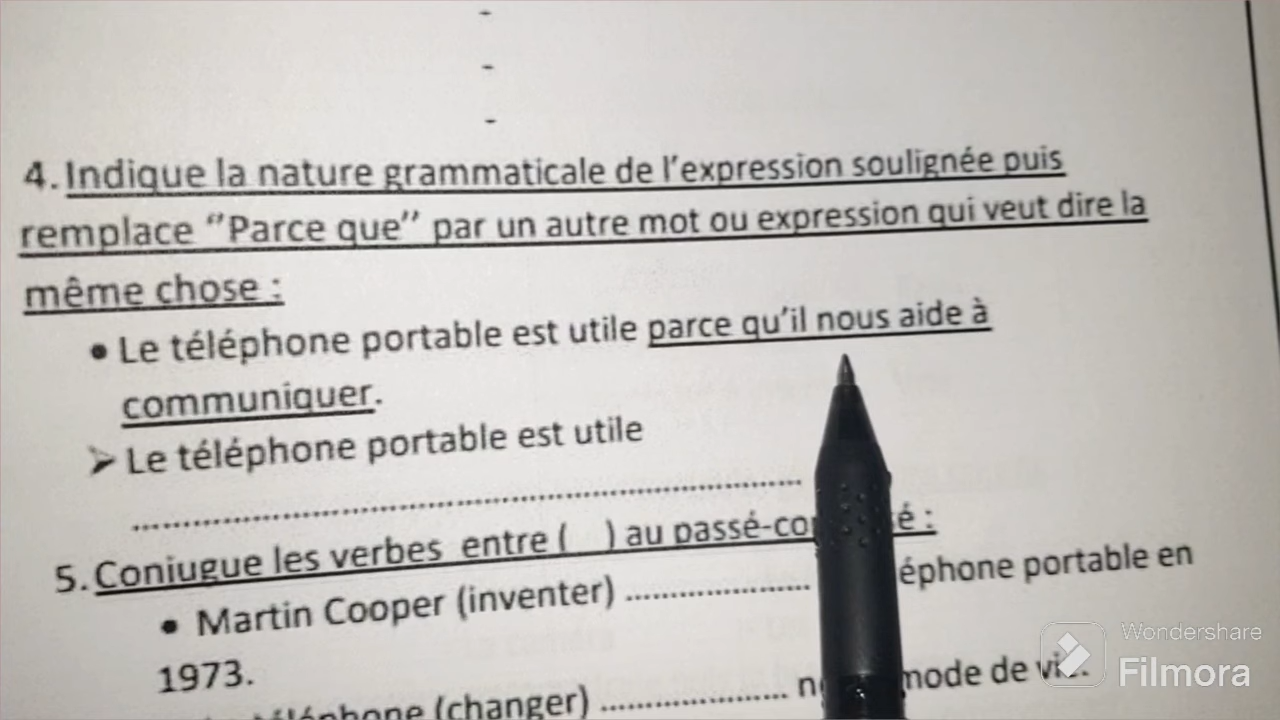 -
-
-
4. Indique la nature grammaticale de l'expression soulignée puis
remplace "Parce que" par un autre mot ou expression qui veut dire la
même chose :
• Le téléphone portable est utile parce qu'il nous aide à
communiquer.
➢ Le téléphone portable est utile
................................................................
5. Conjugue les verbes entre ( ) au passé-co é :
• Martin Cooper (inventer) ..................... éphone portable en
1973.
téléphone (changer) ..................... n mode de vie.
Wondershare
Filmora